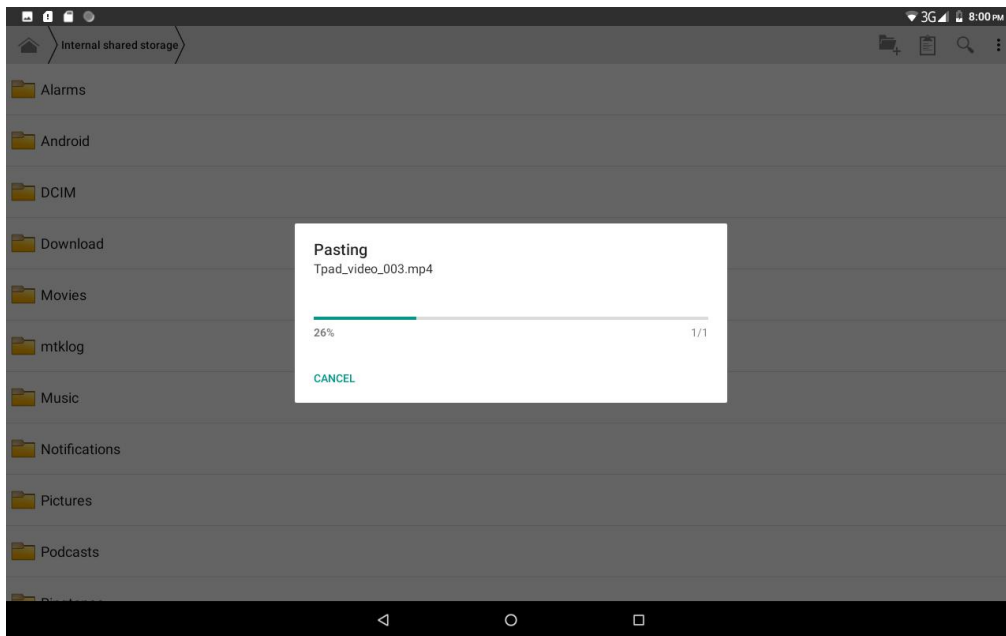 3G 8:00 PM
Internal shared storage
Alarms
Android
DCIM
Download
Movies
mtklog
Music
Notifications
Pictures
Podcasts
Pasting
Tpad_video_003.mp4
26% 1/1
CANCEL